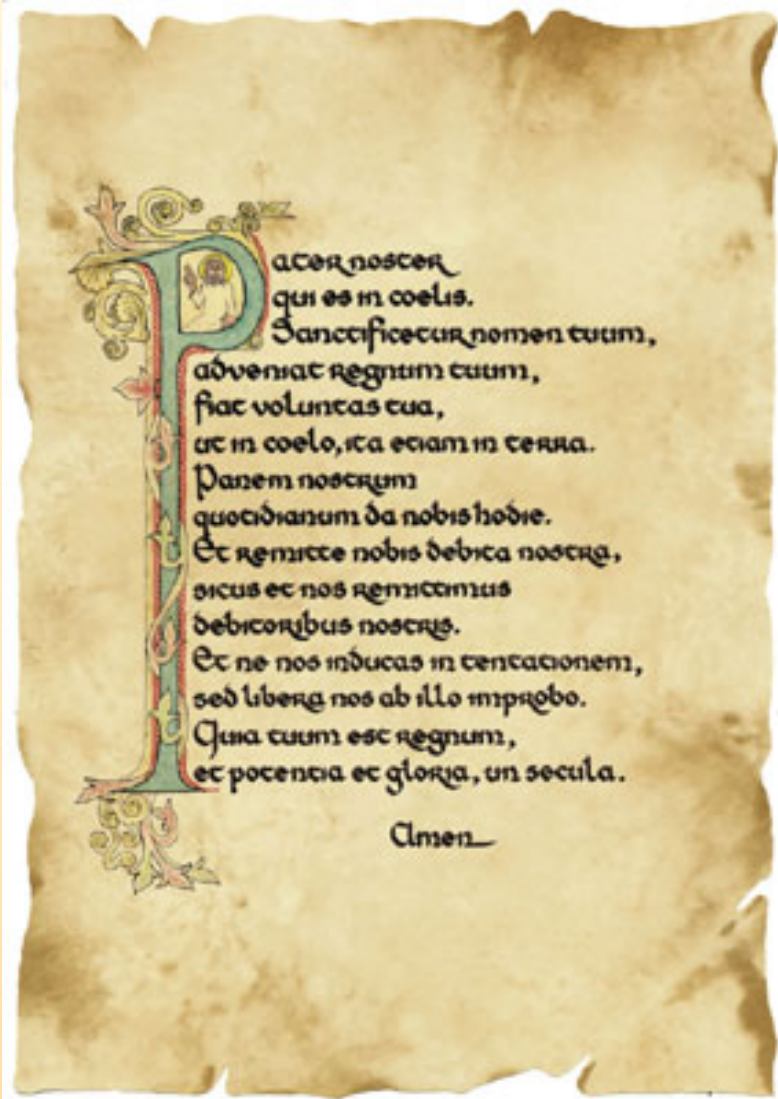 Pater noster
qui es in coelis.
Sanctificetur nomen tuum,
adveniat regnum tuum,
fiat voluntas tua,
ut in coelo, ita etiam in terra.
Panem nostrum
quotidianum da nobis hodie.
Et remitte nobis debita nostra,
sicus et nos remittimus
debitoribus nostris.
Et ne nos inducas in tentationem,
sed libera nos ab illo improbo.
Quia tuum est regnum,
et potentia et gloria, un secula.
Amen